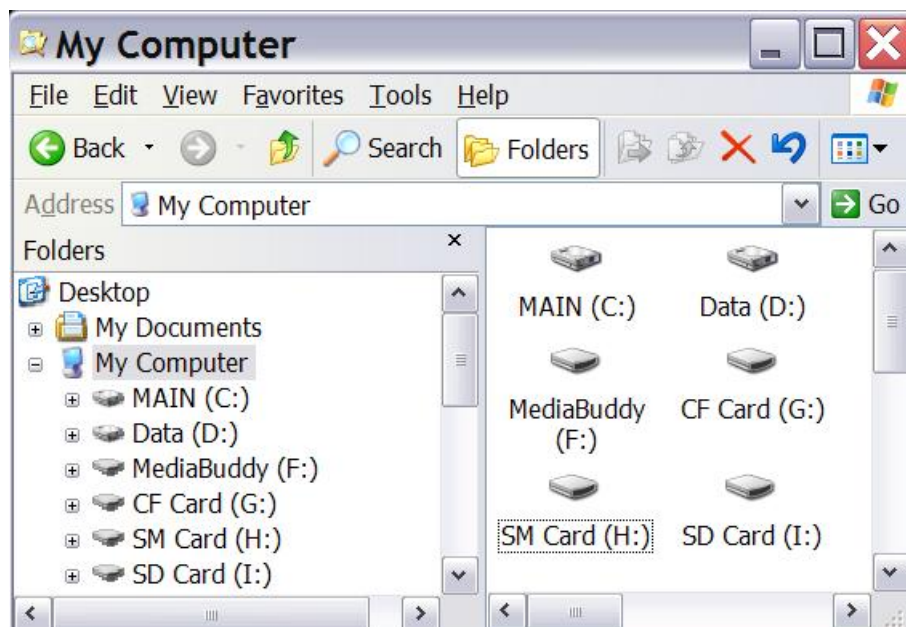 My Computer
File Edit View Favorites Tools Help
Back Search Folders
Address My Computer Go
Folders x
Desktop
My Documents
My Computer
MAIN (C:)
Data (D:)
MediaBuddy (F:)
CF Card (G:)
SM Card (H:)
SD Card (I:)
MAIN (C:) Data (D:)
MediaBuddy (F:) CF Card (G:)
SM Card (H:) SD Card (I:)